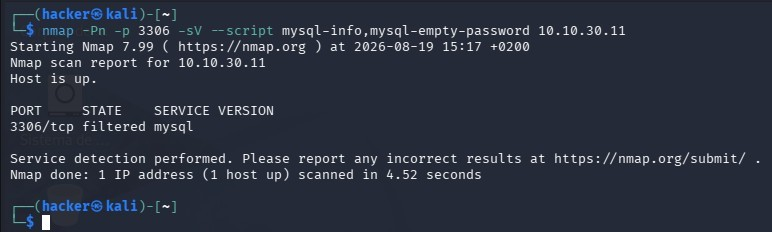 ┌──(hacker㉿kali)-[~]
└─$ nmap -Pn -p 3306 -sV --script mysql-info,mysql-empty-password 10.10.30.11
Starting Nmap 7.99 ( https://nmap.org ) at 2026-08-19 15:17 +0200
Nmap scan report for 10.10.30.11
Host is up.

PORT     STATE    SERVICE VERSION
3306/tcp filtered mysql

Service detection performed. Please report any incorrect results at https://nmap.org/submit/ .
Nmap done: 1 IP address (1 host up) scanned in 4.52 seconds

┌──(hacker㉿kali)-[~]
└─$